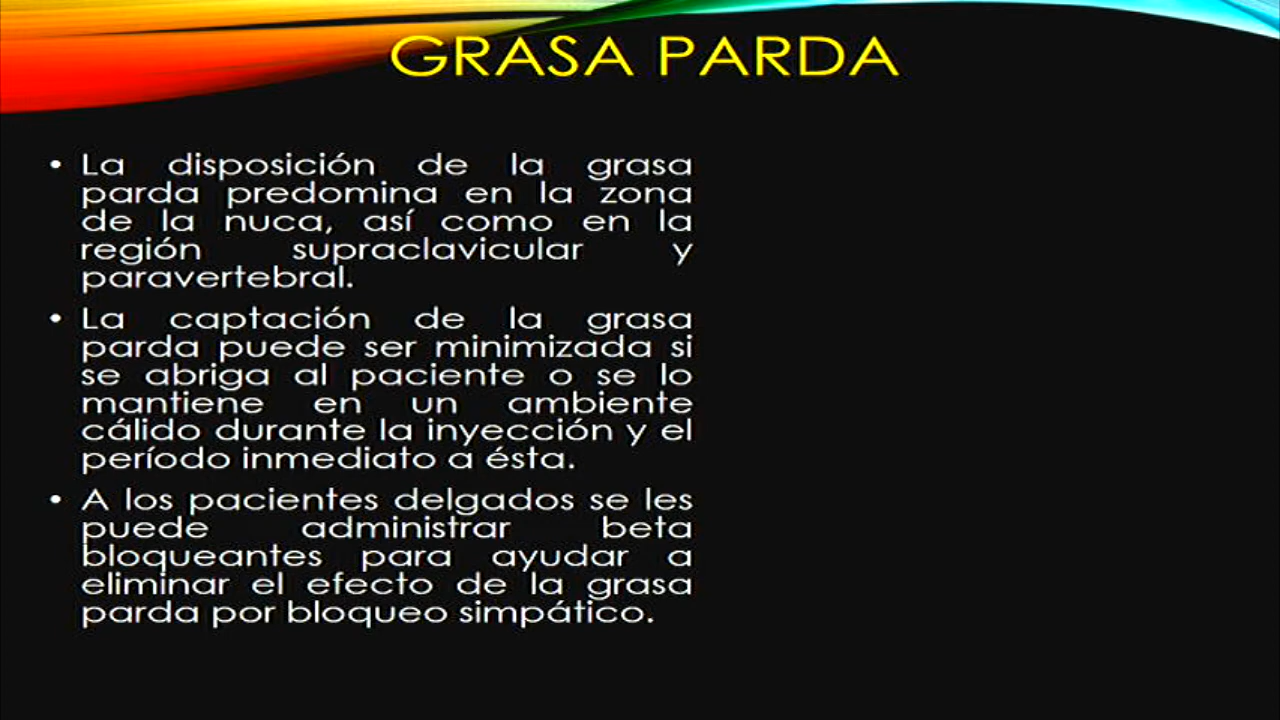 GRASA PARDA
• La disposición de la grasa
parda predomina en la zona
de la nuca, así como en la
región supraclavicular y
paravertebral.
• La captación de la grasa
parda puede ser minimizada si
se abriga al paciente o se lo
mantiene en un ambiente
cálido durante la inyección y el
período inmediato a ésta.
• A los pacientes delgados se les
puede administrar beta
bloqueantes para ayudar a
eliminar el efecto de la grasa
parda por bloqueo simpático.